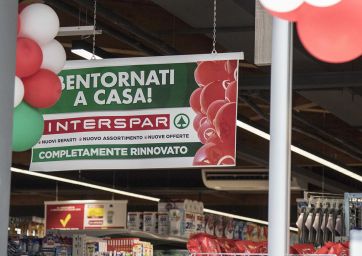 BENTORNATI
A CASA!
INTERSPAR
NUOVI REPARTI NUOVO ASSORTIMENTO NUOVE OFFERTE
COMPLETAMENTE RINNOVATO